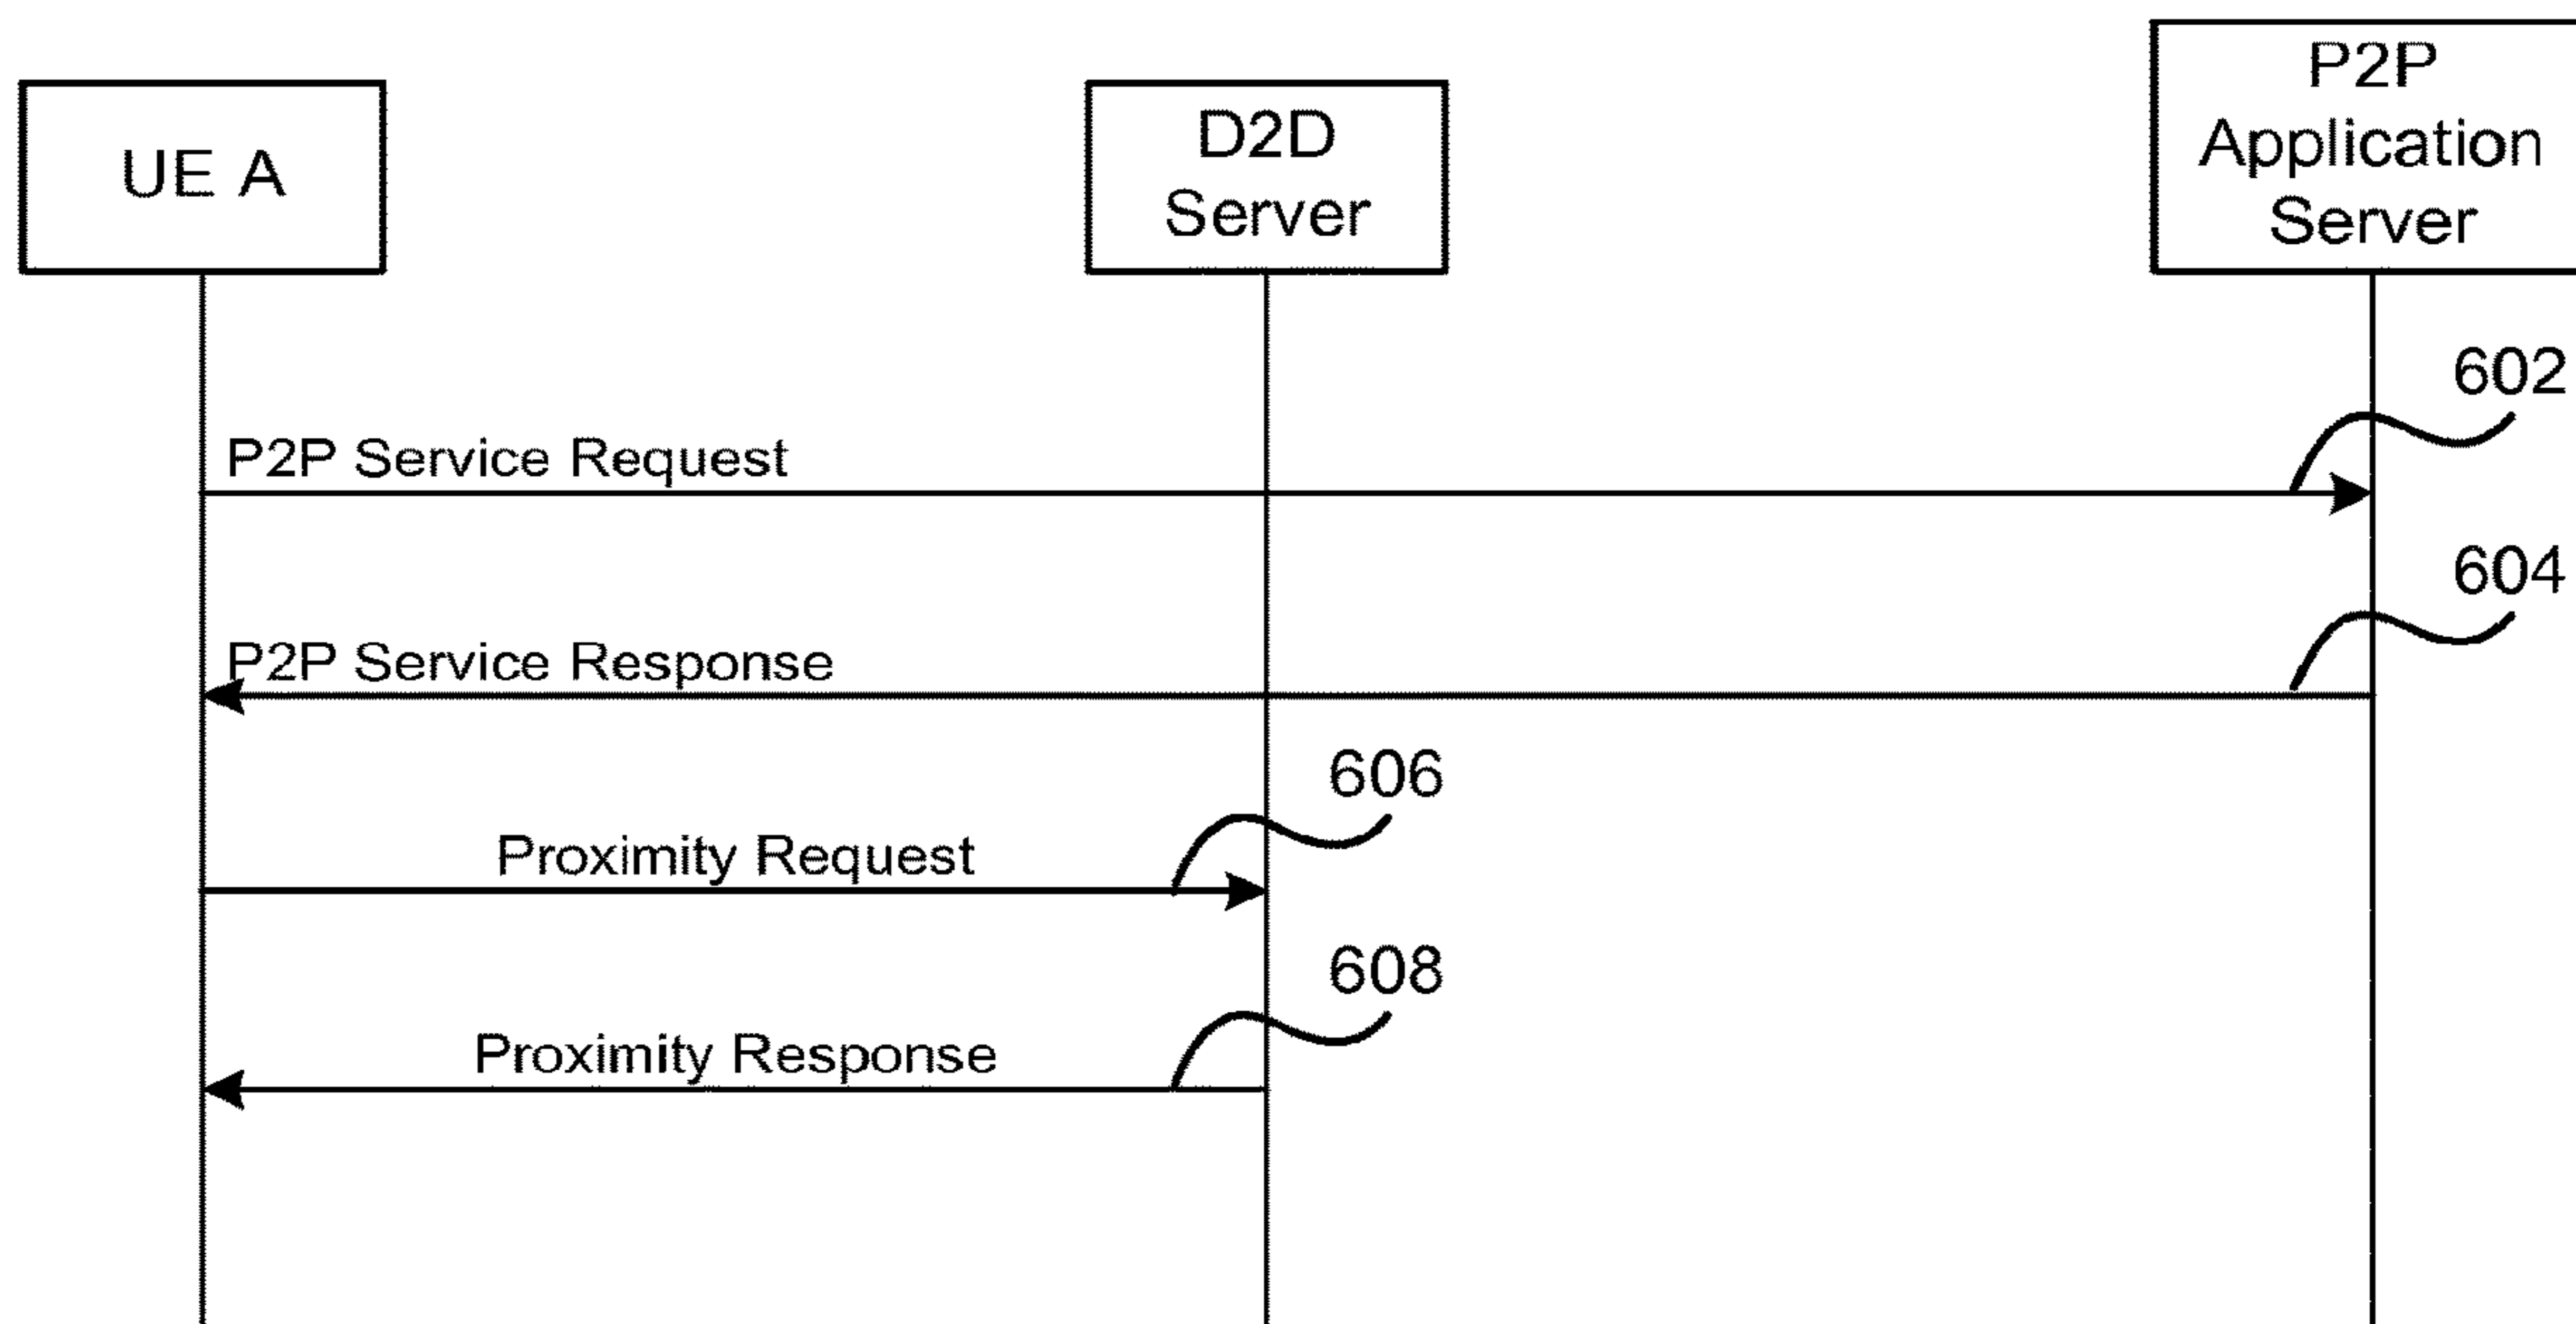 UE A
D2D
Server
P2P
Application
Server
602
P2P Service Request
604
P2P Service Response
606
Proximity Request
608
Proximity Response